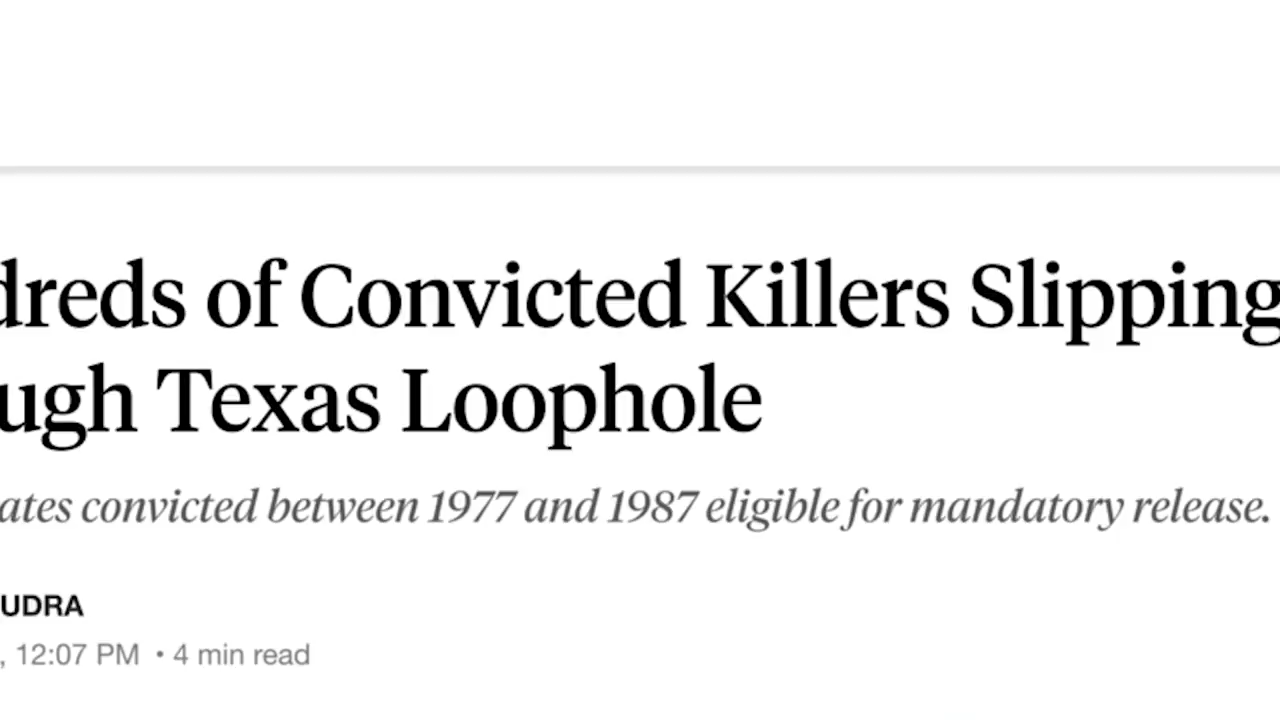 dreds of Convicted Killers Slipping
ugh Texas Loophole
ates convicted between 1977 and 1987 eligible for mandatory release.
UDRA
, 12:07 PM • 4 min read